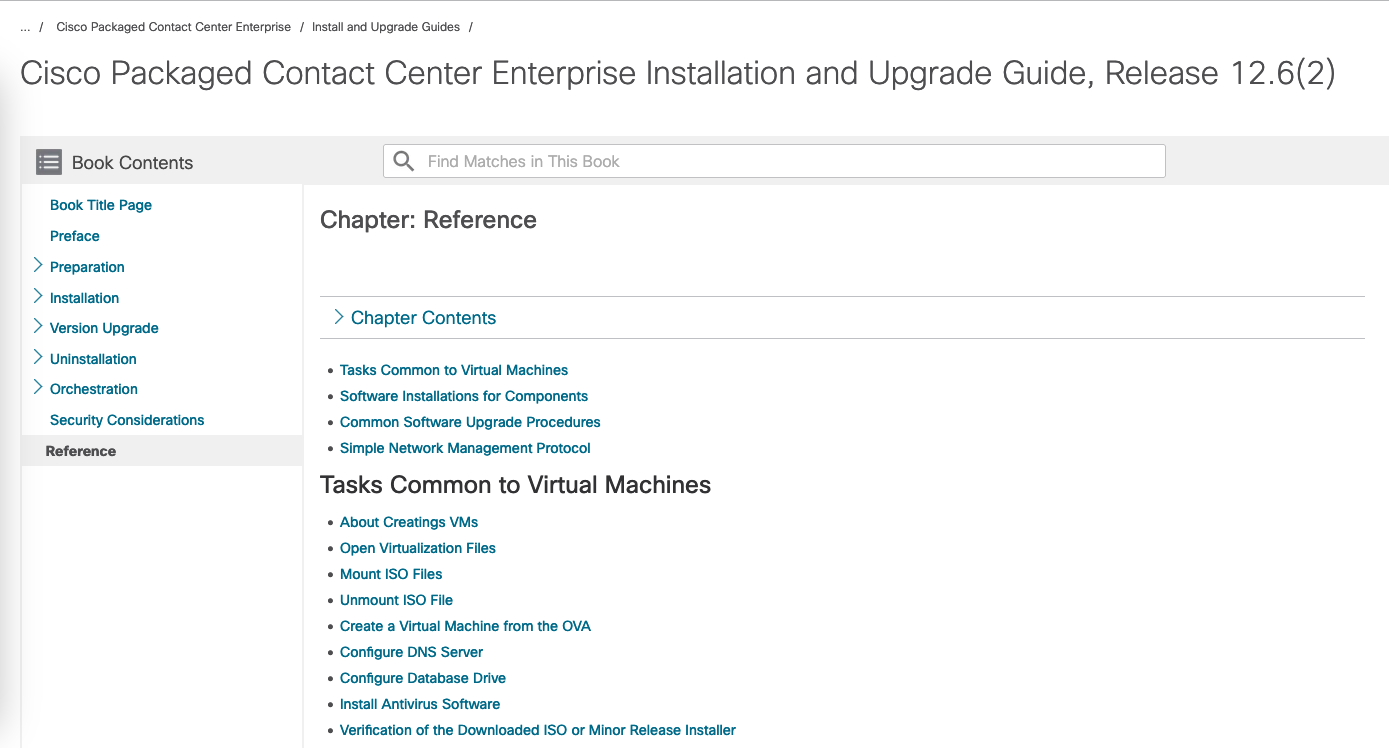 ... / Cisco Packaged Contact Center Enterprise / Install and Upgrade Guides /
Cisco Packaged Contact Center Enterprise Installation and Upgrade Guide, Release 12.6(2)
Book Contents
Find Matches in This Book
Book Title Page
Preface
Preparation
Installation
Version Upgrade
Uninstallation
Orchestration
Security Considerations
Reference
Chapter: Reference
Chapter Contents
• Tasks Common to Virtual Machines
• Software Installations for Components
• Common Software Upgrade Procedures
• Simple Network Management Protocol
Tasks Common to Virtual Machines
• About Creatings VMs
• Open Virtualization Files
• Mount ISO Files
• Unmount ISO File
• Create a Virtual Machine from the OVA
• Configure DNS Server
• Configure Database Drive
• Install Antivirus Software
• Verification of the Downloaded ISO or Minor Release Installer